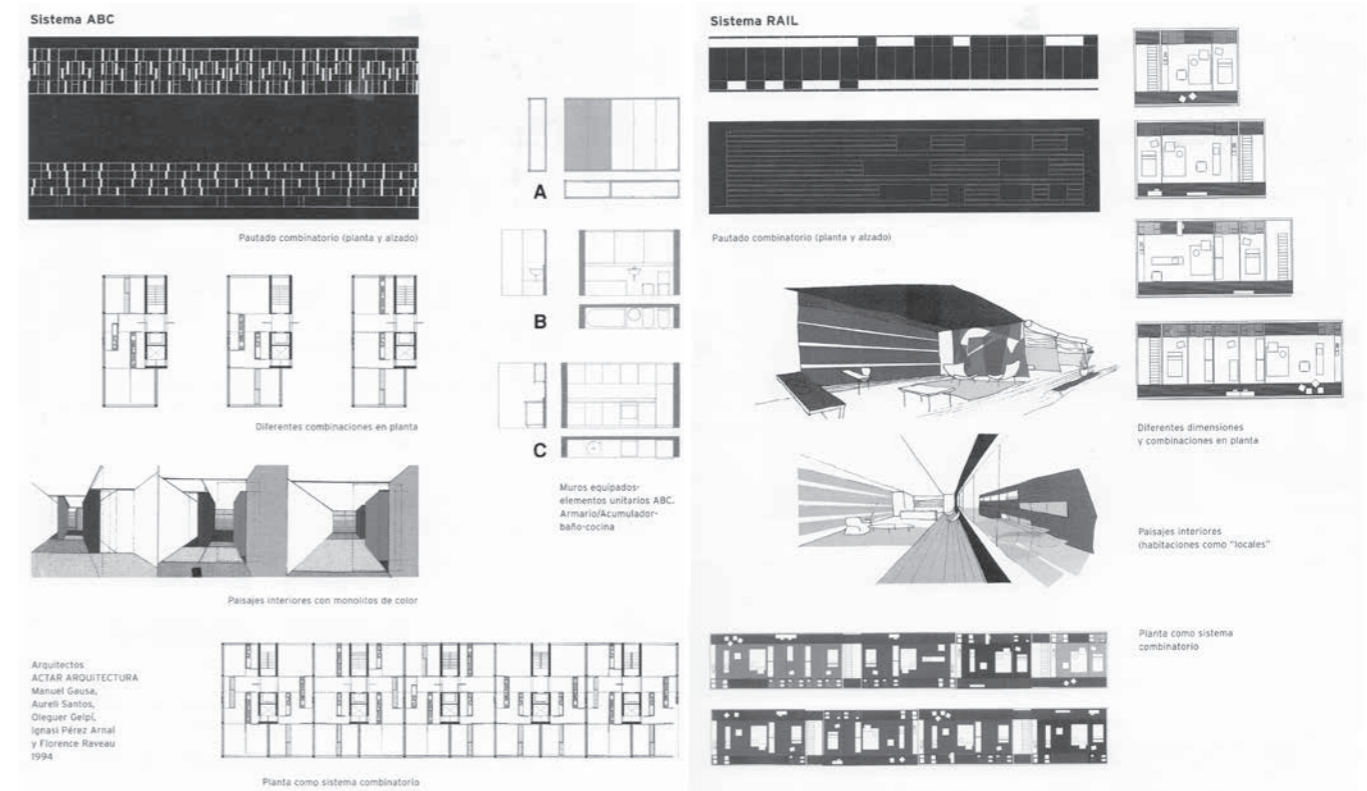 Sistema ABC
Pautado combinatorio (planta y alzado)
Diferentes combinaciones en planta
Paisajes interiores con monolitos de color
Arquitectos
ACTAR ARQUITECTURA
Manuel Gausa,
Aureli Santos,
Oleguer Gelpí,
Ignasi Pérez Arnal
y Florence Raveau
1994
Planta como sistema combinatorio
A
B
C
Muros equipados-
elementos unitarios ABC.
Armario/Acumulador-
baño-cocina
Sistema RAIL
Pautado combinatorio (planta y alzado)
Diferentes dimensiones
y combinaciones en planta
Paisajes interiores
(habitaciones como "locales"
Planta como sistema
combinatorio